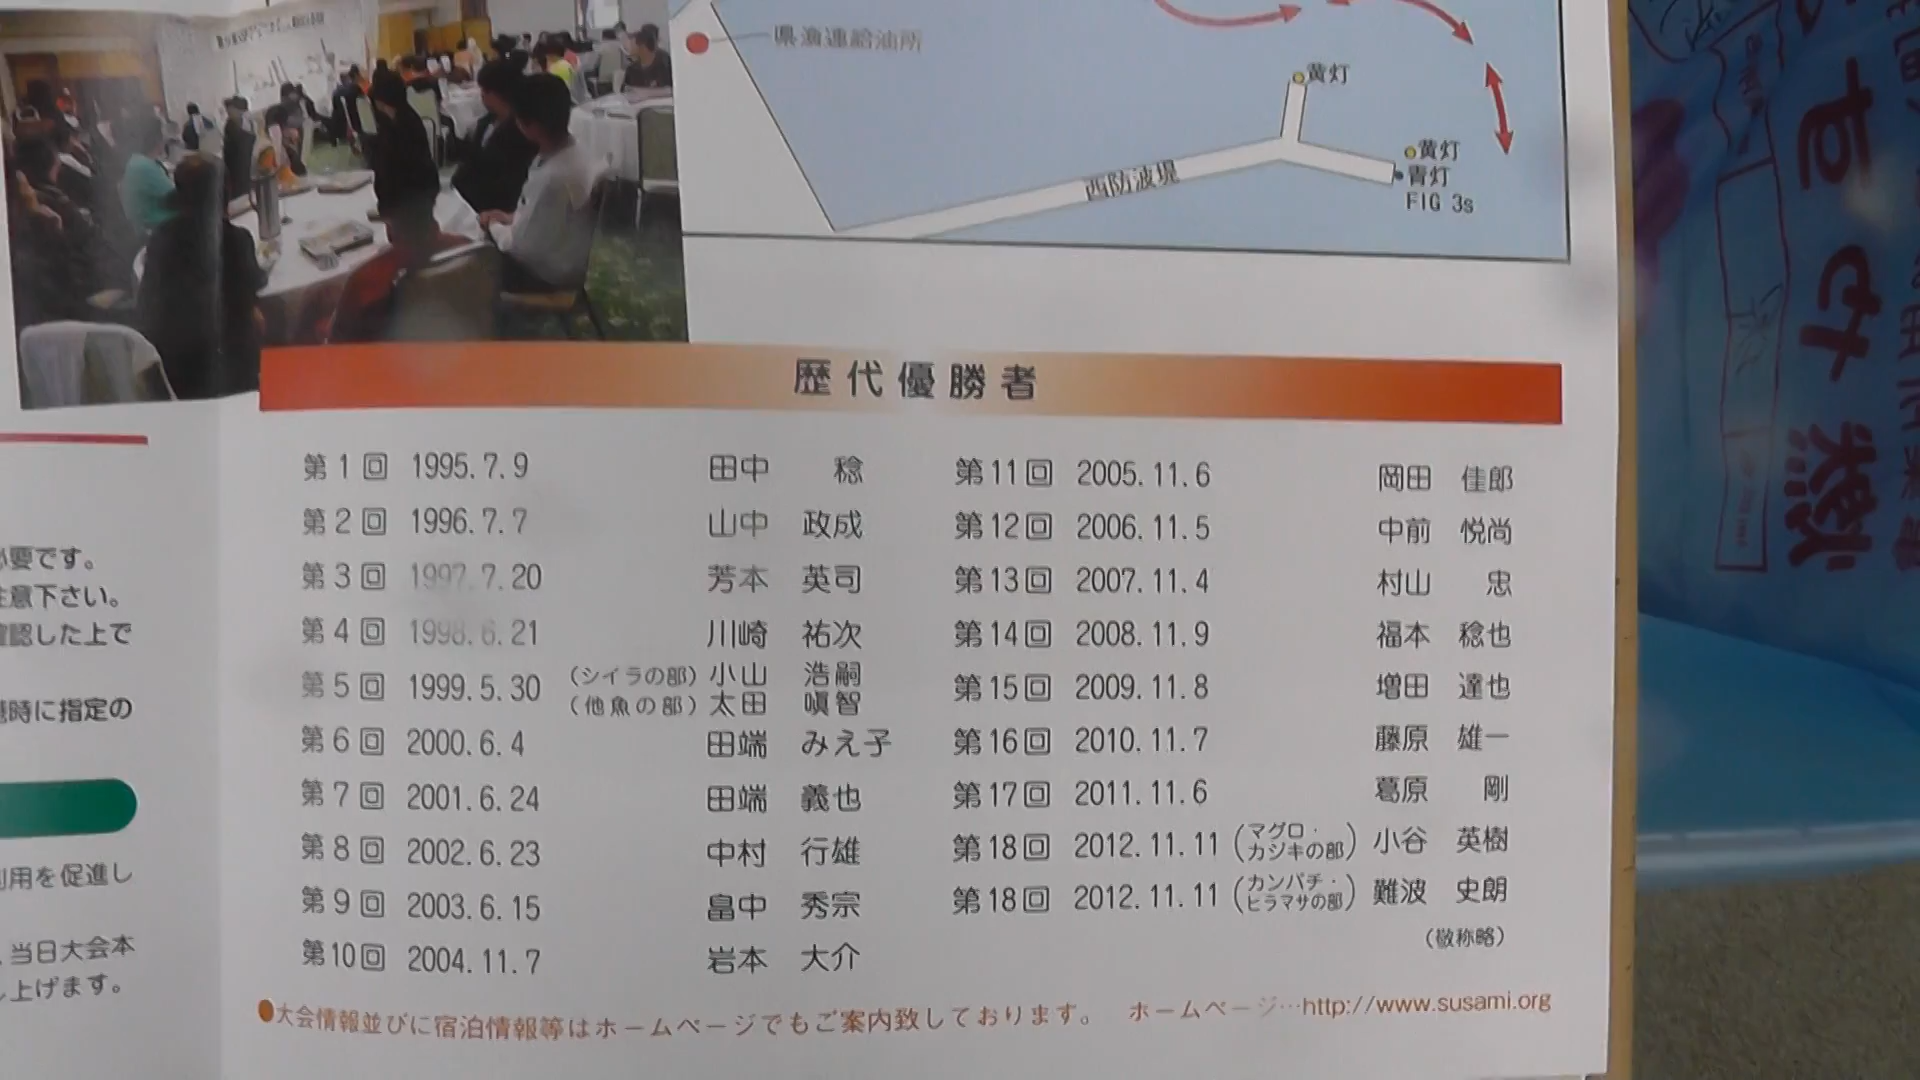 県漁連給油所
黄灯
黄灯
青灯
FIG 3s
西防波堤
歴代優勝者
第1回 1995.7.9 田中 稔
第2回 1996.7.7 山中 政成
第3回 1997.7.20 芳本 英司
第4回 1998.6.21 川崎 祐次
第5回 1999.5.30 (シイラの部) 小山 浩嗣
(他魚の部) 太田 嗔智
第6回 2000.6.4 田端 みえ子
第7回 2001.6.24 田端 義也
第8回 2002.6.23 中村 行雄
第9回 2003.6.15 畠中 秀宗
第10回 2004.11.7 岩本 大介
第11回 2005.11.6 岡田 佳郎
第12回 2006.11.5 中前 悦尚
第13回 2007.11.4 村山 忠
第14回 2008.11.9 福本 稔也
第15回 2009.11.8 増田 達也
第16回 2010.11.7 藤原 雄一
第17回 2011.11.6 葛原 剛
第18回 2012.11.11 (マグロ・カジキの部) 小谷 英樹
第18回 2012.11.11 (カンパチ・ヒラマサの部) 難波 史朗
(敬称略)
●大会情報並びに宿泊情報等はホームページでもご案内致しております。 ホームページ…http://www.susami.org
必要です。
注意下さい。
確認した上で
時に指定の
利用を促進し
、当日大会本
し上げます。